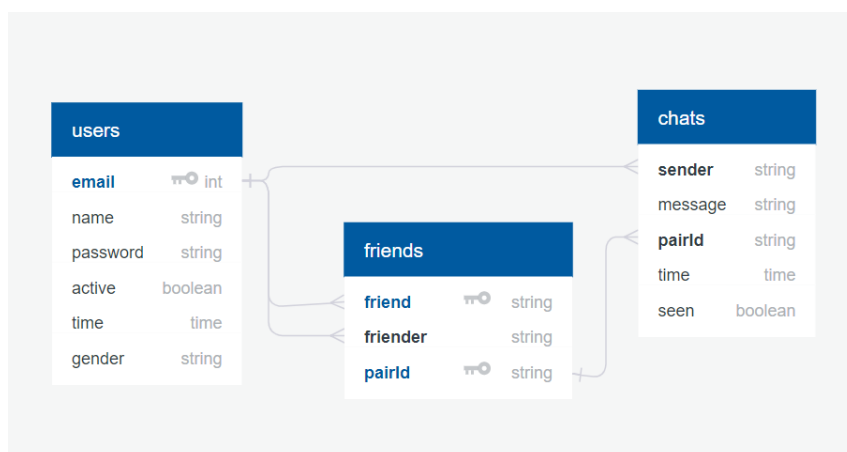 users
email int
name string
password string
active boolean
time time
gender string
friends
friend string
friender string
pairId string
chats
sender string
message string
pairId string
time time
seen boolean